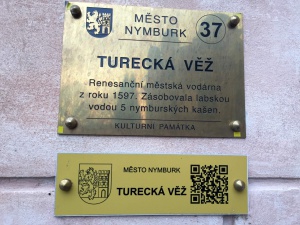 MĚSTO
NYMBURK
37
TURECKÁ VĚŽ
Renesanční městská vodárna
z roku 1597. Zásobovala labskou
vodou 5 nymburských kašen.
KULTURNÍ PAMÁTKA
MĚSTO NYMBURK
TURECKÁ VĚŽ